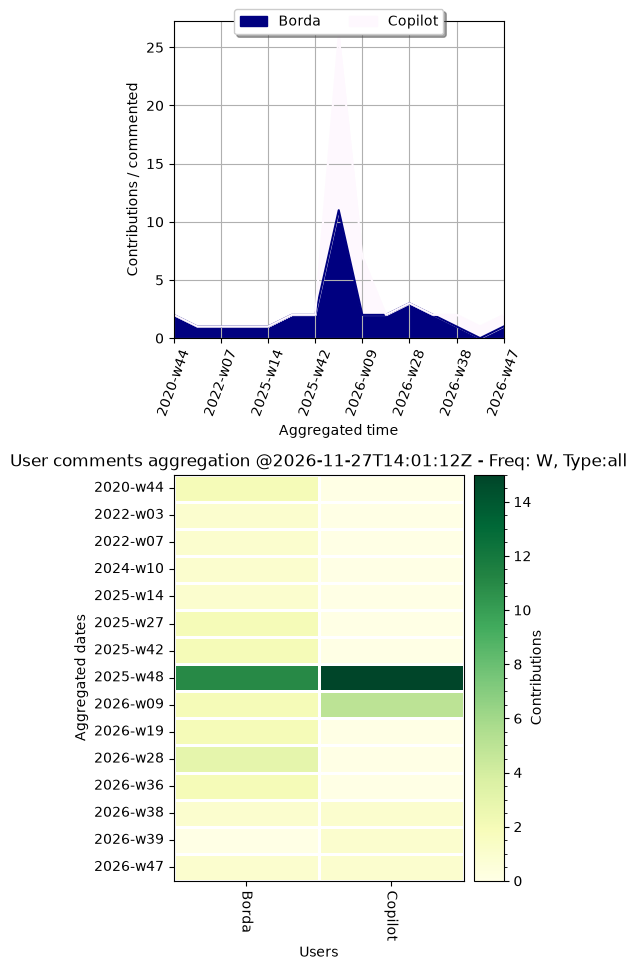 Borda Copilot
25
20
15
10
5
0
Contributions / commented
2020-w44 2022-w07 2025-w14 2025-w42 2026-w09 2026-w28 2026-w38 2026-w47
Aggregated time
User comments aggregation @2026-11-27T14:01:12Z - Freq: W, Type:all
2020-w44
2022-w03
2022-w07
2024-w10
2025-w14
2025-w27
2025-w42
2025-w48
2026-w09
2026-w19
2026-w28
2026-w36
2026-w38
2026-w39
2026-w47
Aggregated dates
Borda Copilot
Users
14
12
10
8
6
4
2
0
Contributions